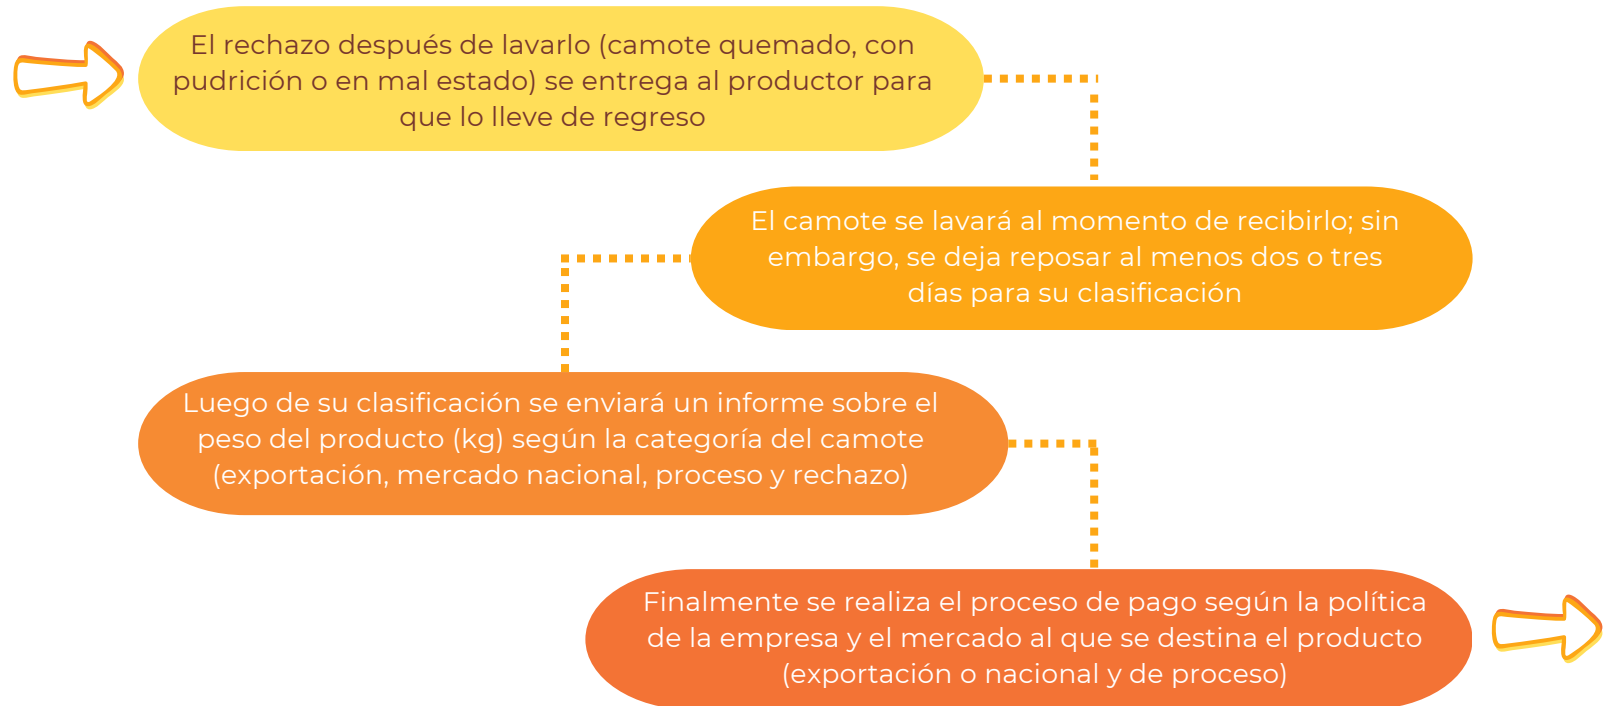 El rechazo después de lavarlo (camote quemado, con
pudrición o en mal estado) se entrega al productor para
que lo lleve de regreso
El camote se lavará al momento de recibirlo; sin
embargo, se deja reposar al menos dos o tres
días para su clasificación
Luego de su clasificación se enviará un informe sobre el
peso del producto (kg) según la categoría del camote
(exportación, mercado nacional, proceso y rechazo)
Finalmente se realiza el proceso de pago según la política
de la empresa y el mercado al que se destina el producto
(exportación o nacional y de proceso)